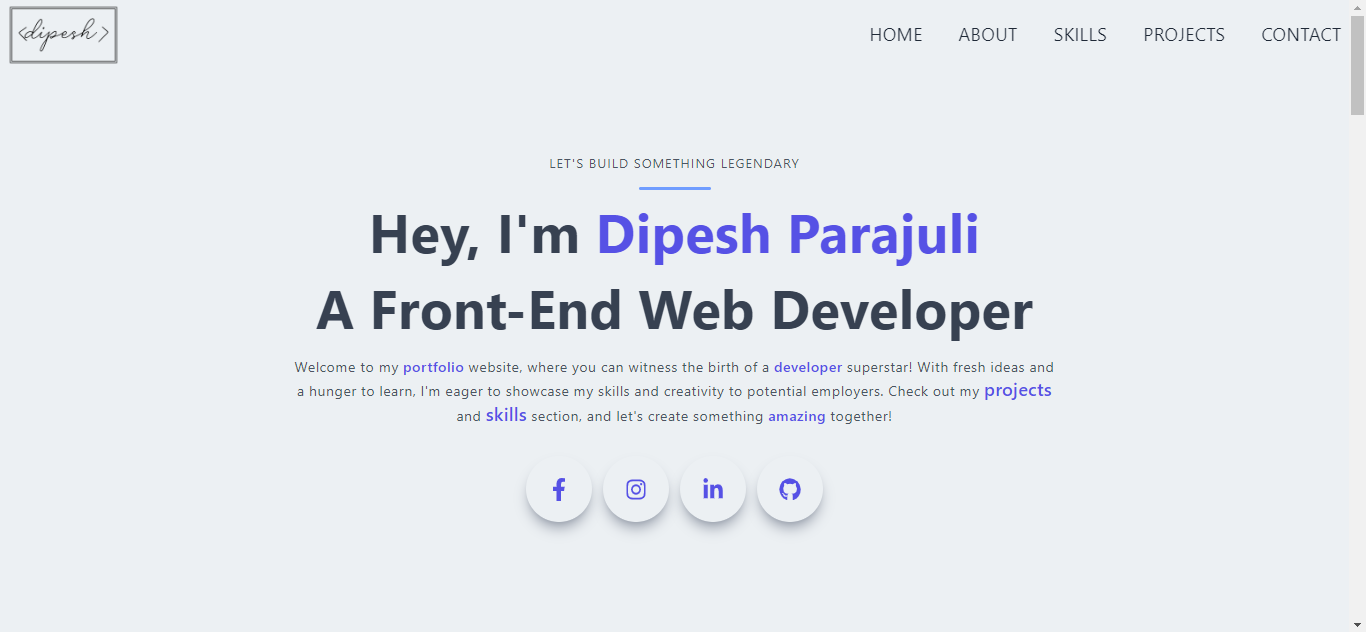 <dipesh>
HOME ABOUT SKILLS PROJECTS CONTACT
LET'S BUILD SOMETHING LEGENDARY
Hey, I'm Dipesh Parajuli
A Front-End Web Developer
Welcome to my portfolio website, where you can witness the birth of a developer superstar! With fresh ideas and
a hunger to learn, I'm eager to showcase my skills and creativity to potential employers. Check out my projects
and skills section, and let's create something amazing together!